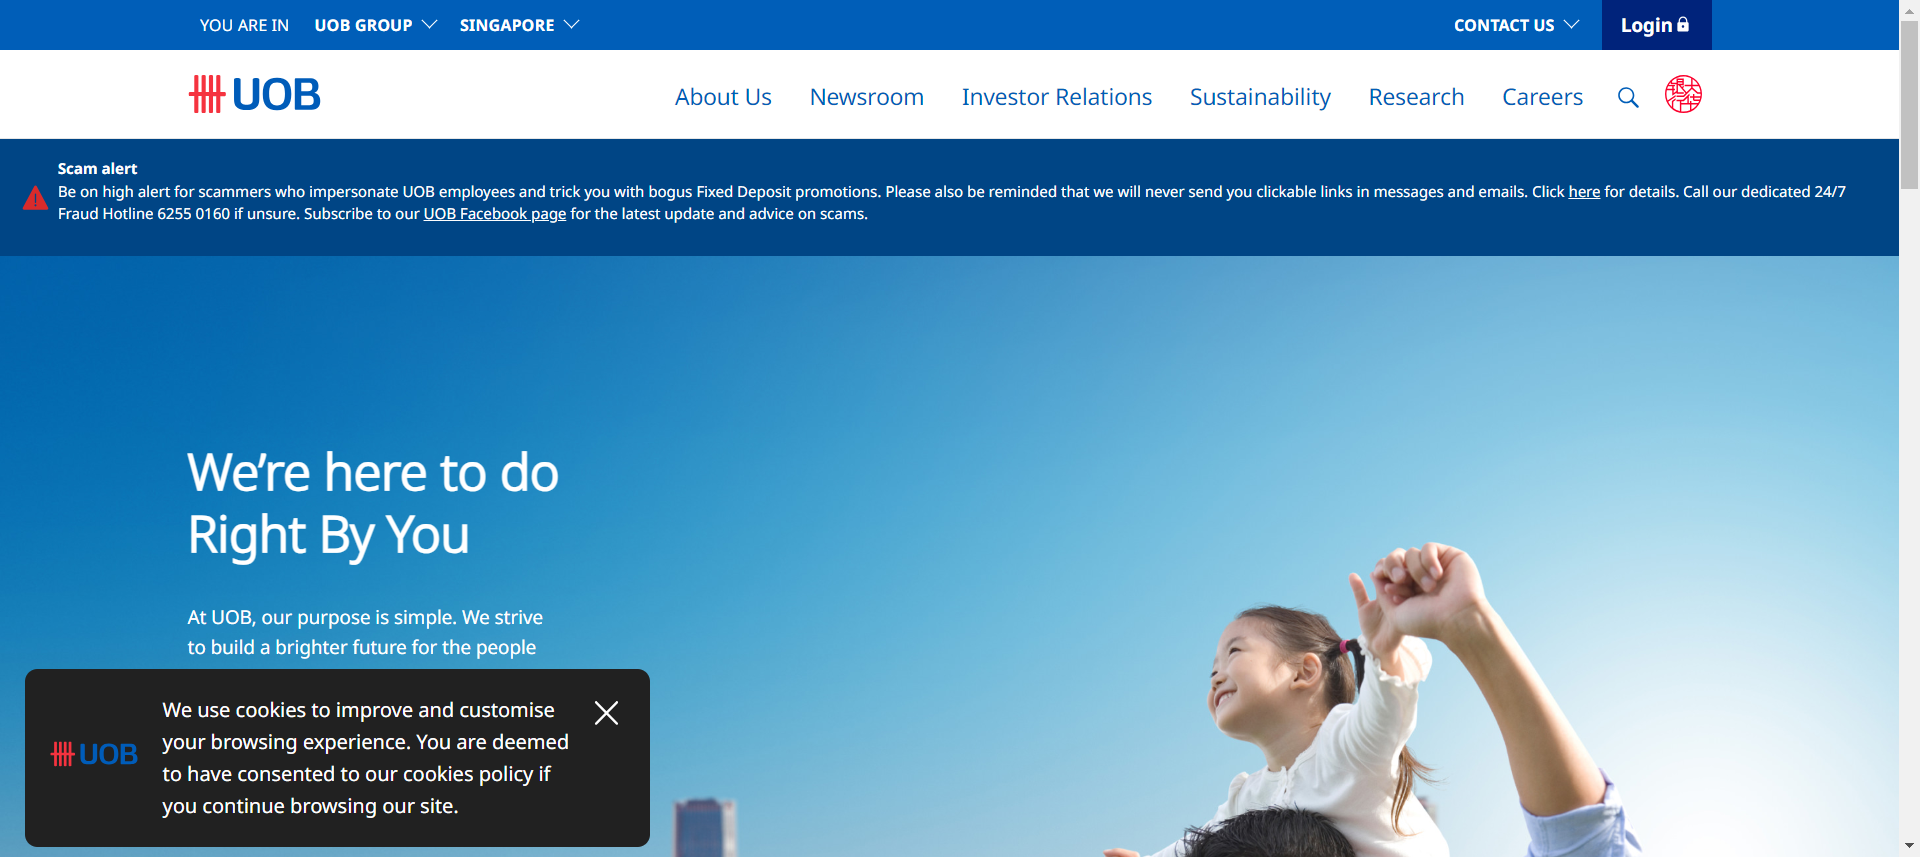 YOU ARE IN UOB GROUP SINGAPORE CONTACT US Login
UOB About Us Newsroom Investor Relations Sustainability Research Careers
Scam alert
Be on high alert for scammers who impersonate UOB employees and trick you with bogus Fixed Deposit promotions. Please also be reminded that we will never send you clickable links in messages and emails. Click here for details. Call our dedicated 24/7
Fraud Hotline 6255 0160 if unsure. Subscribe to our UOB Facebook page for the latest update and advice on scams.
We're here to do
Right By You
At UOB, our purpose is simple. We strive
to build a brighter future for the people
We use cookies to improve and customise
your browsing experience. You are deemed
UOB
to have consented to our cookies policy if
you continue browsing our site.